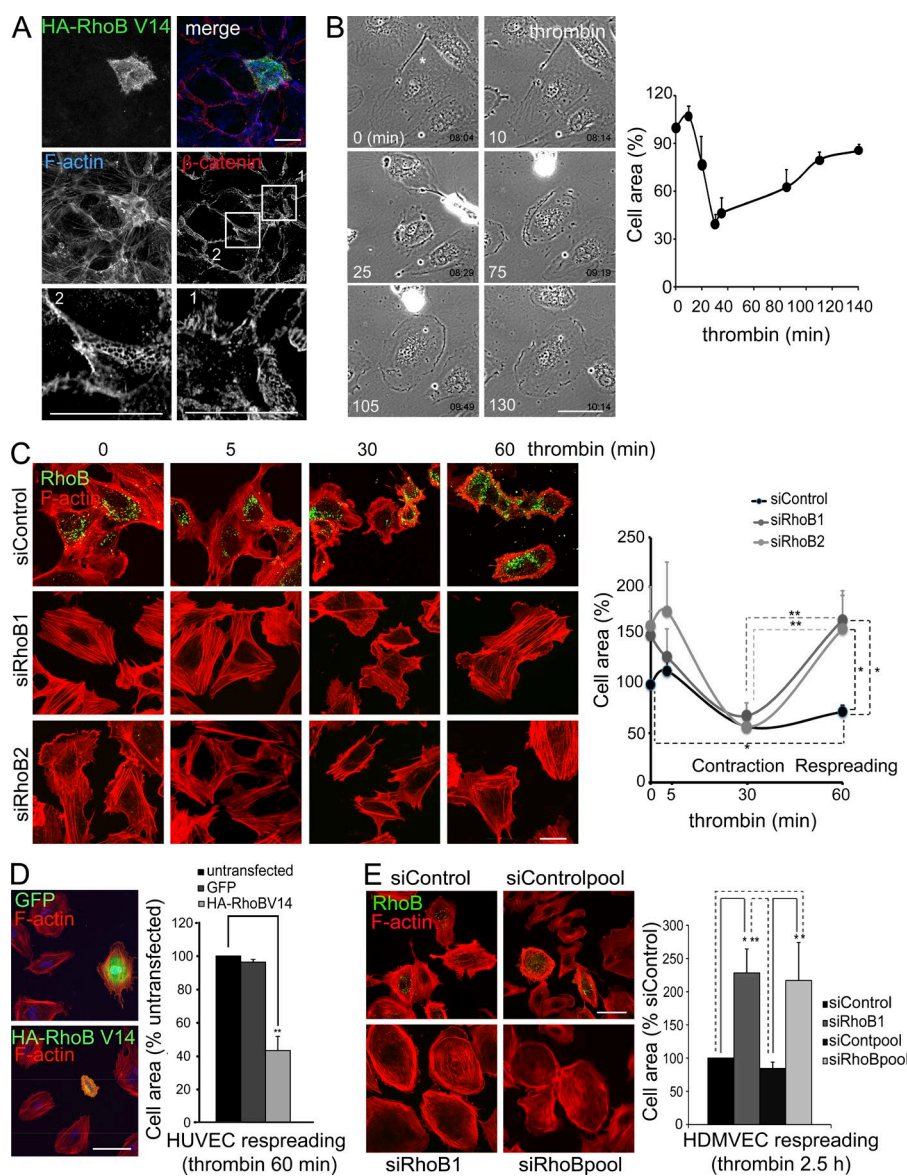 A
HA-RhoB V14
merge
F-actin
β-catenin
1
2
2
1
B
thrombin
*
0 (min)
08:04
10
08:14
25
08:29
75
09:19
105
09:49
130
10:14
Cell area (%)
120
90
60
30
0
0 20 40 60 80 100 120 140
thrombin (min)
C
0 5 30 60 thrombin (min)
siControl
RhoB
F-actin
siRhoB1
siRhoB2
siControl
siRhoB1
siRhoB2
Cell area (%)
250
200
150
100
50
0
**
**
*
*
*
Contraction Respreading
0 5 30 60
thrombin (min)
D
GFP
F-actin
HA-RhoB V14
F-actin
untransfected
GFP
HA-RhoBV14
Cell area (% untransfected)
120
100
80
60
40
20
0
**
HUVEC respreading
(thrombin 60 min)
E
siControl siControlpool
RhoB
F-actin
siRhoB1 siRhoBpool
Cell area (% siControl)
250
200
150
100
50
0
* ** **
siControl
siRhoB1
siContpool
siRhoBpool
HDMVEC respreading
(thrombin 2.5 h)